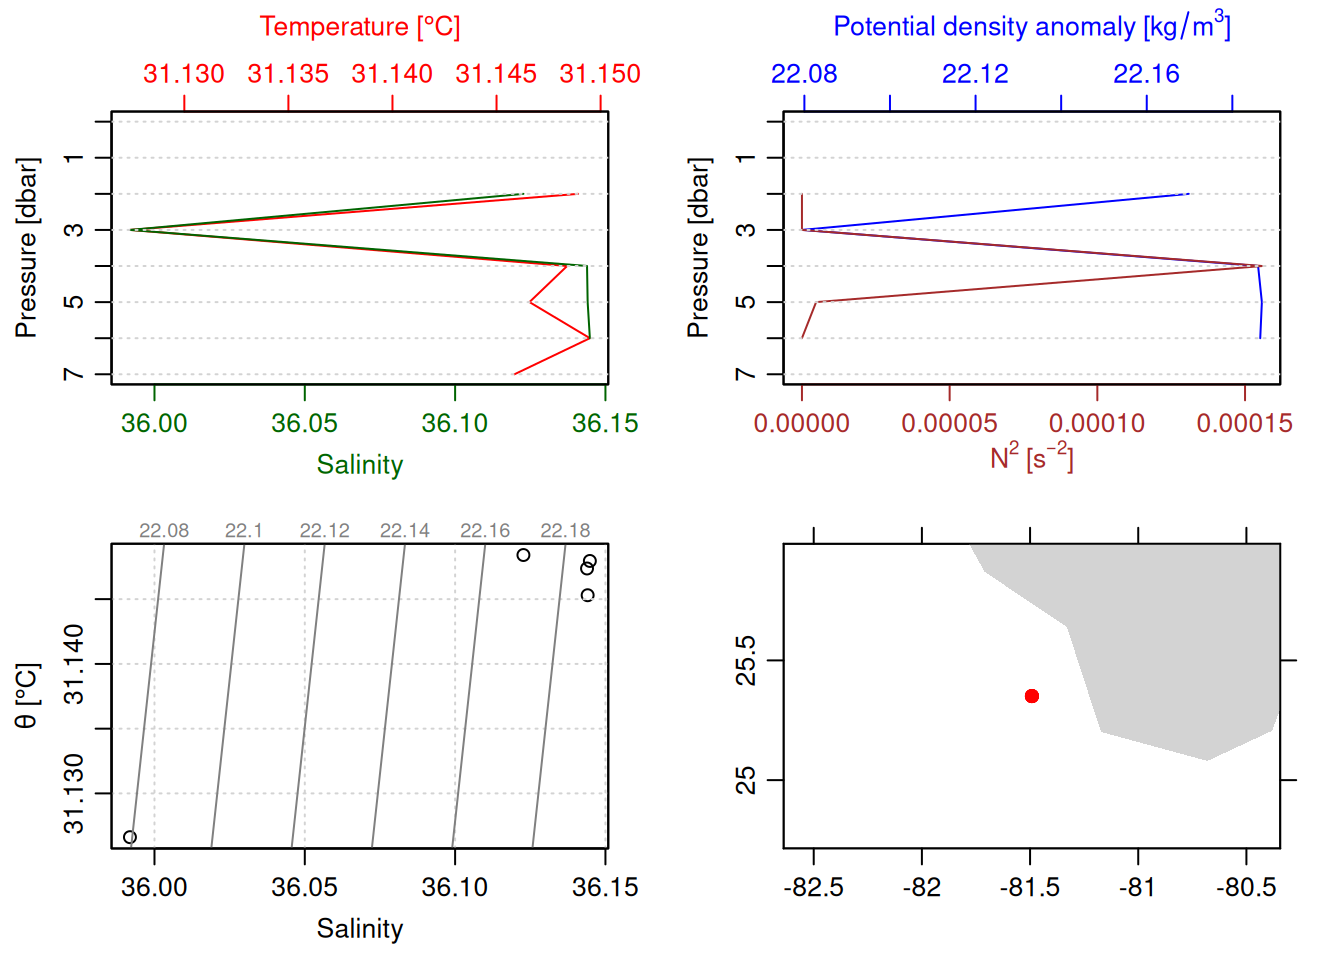 Temperature [°C]
31.130 31.135 31.140 31.145 31.150
Pressure [dbar]
1
3
5
7
36.00 36.05 36.10 36.15
Salinity
Potential density anomaly [kg/m³]
22.08 22.12 22.16
Pressure [dbar]
1
3
5
7
0.00000 0.00005 0.00010 0.00015
N² [s⁻²]
22.08 22.1 22.12 22.14 22.16 22.18
θ [°C]
31.140
31.130
36.00 36.05 36.10 36.15
Salinity
25.5
25
-82.5 -82 -81.5 -81 -80.5